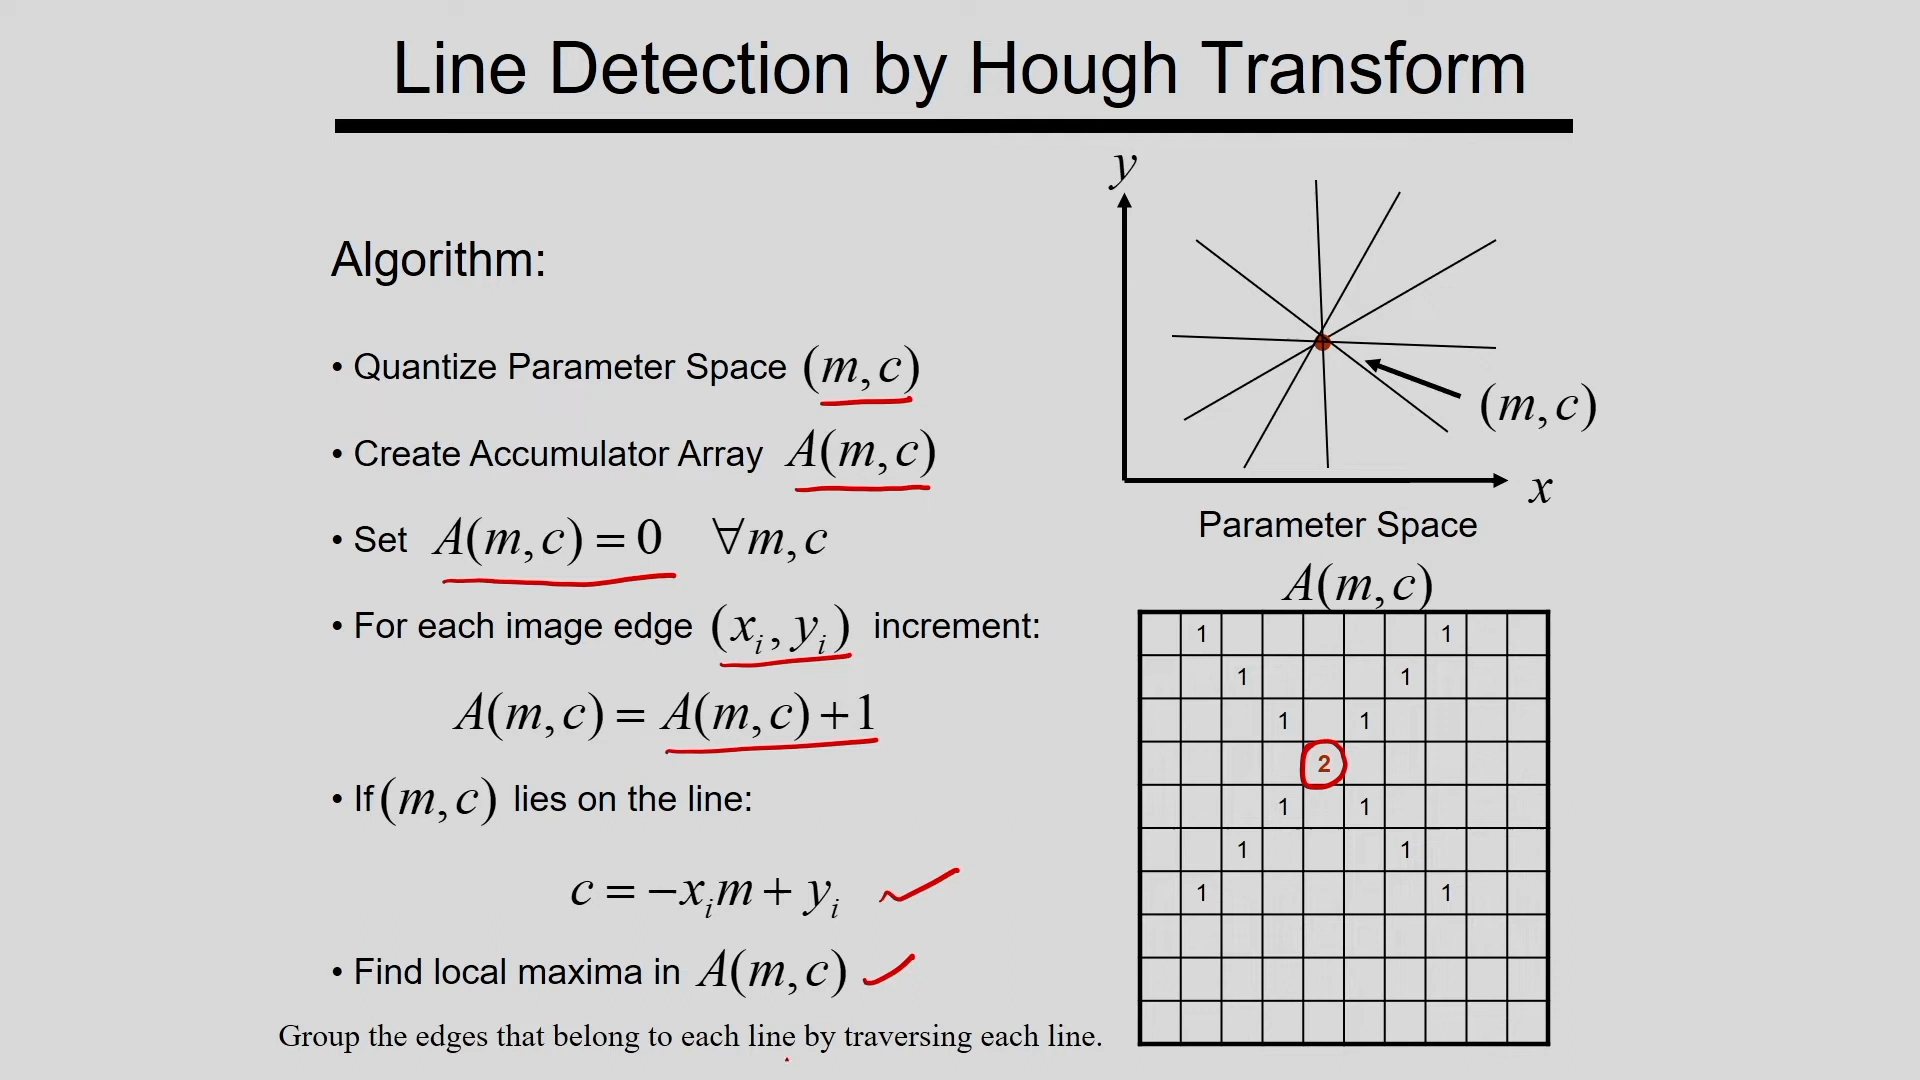 Line Detection by Hough Transform
Algorithm:
• Quantize Parameter Space (m, c)
• Create Accumulator Array A(m, c)
• Set A(m, c) = 0 ∀m, c
• For each image edge (xᵢ, yᵢ) increment:
A(m, c) = A(m, c) + 1
• If (m, c) lies on the line:
c = −xᵢm + yᵢ
• Find local maxima in A(m, c)
Group the edges that belong to each line by traversing each line.
y
(m, c)
x
Parameter Space
A(m, c)
1 1
1 1
1 1
2
1 1
1 1
1 1